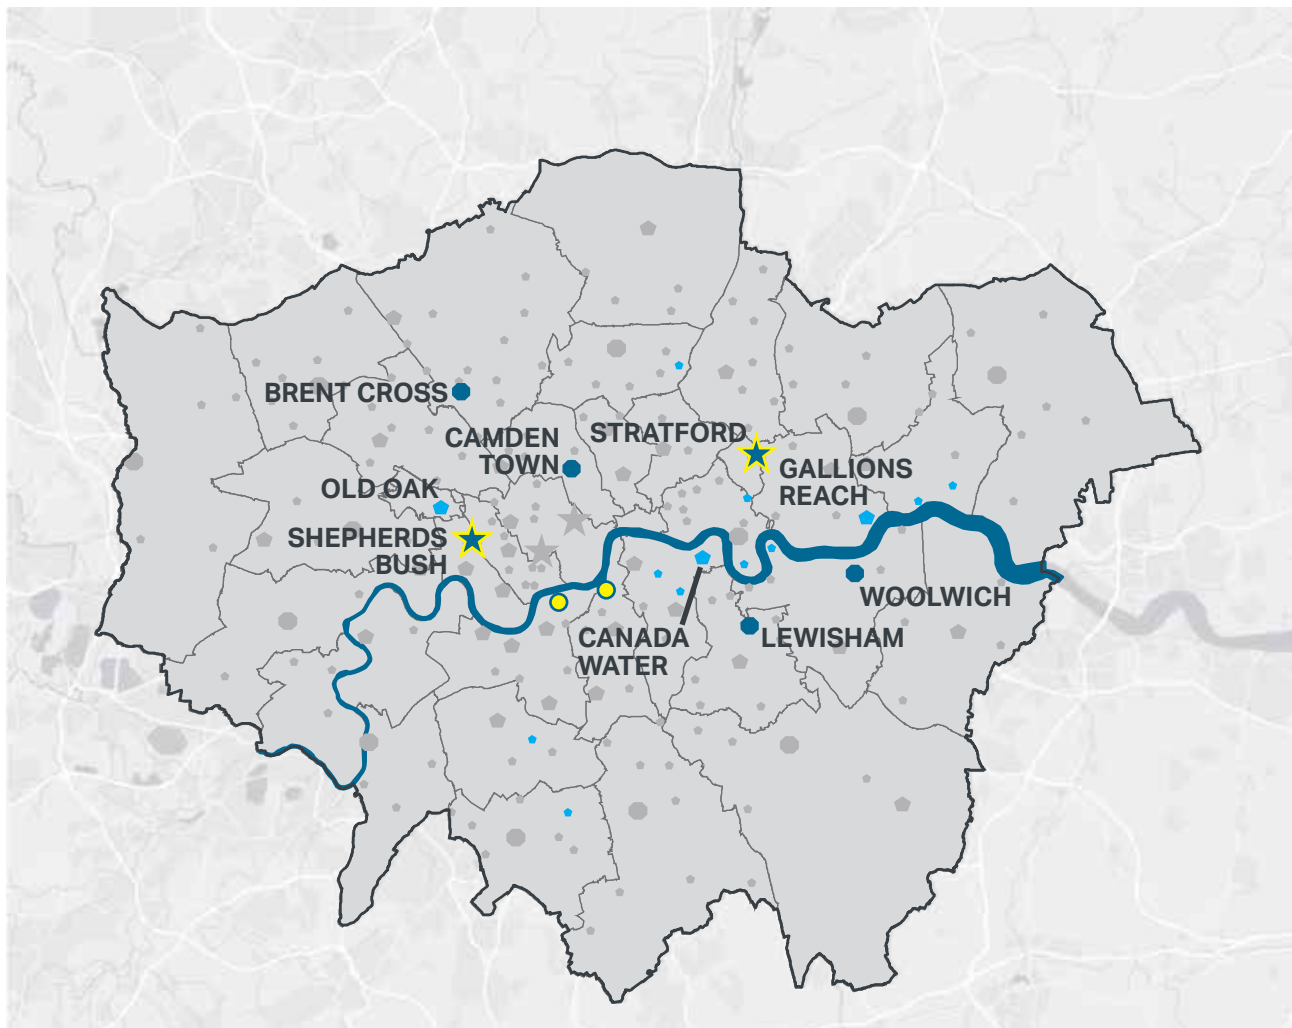 BRENT CROSS
CAMDEN
TOWN
STRATFORD
GALLIONS
REACH
OLD OAK
SHEPHERDS
BUSH
WOOLWICH
CANADA
WATER
LEWISHAM